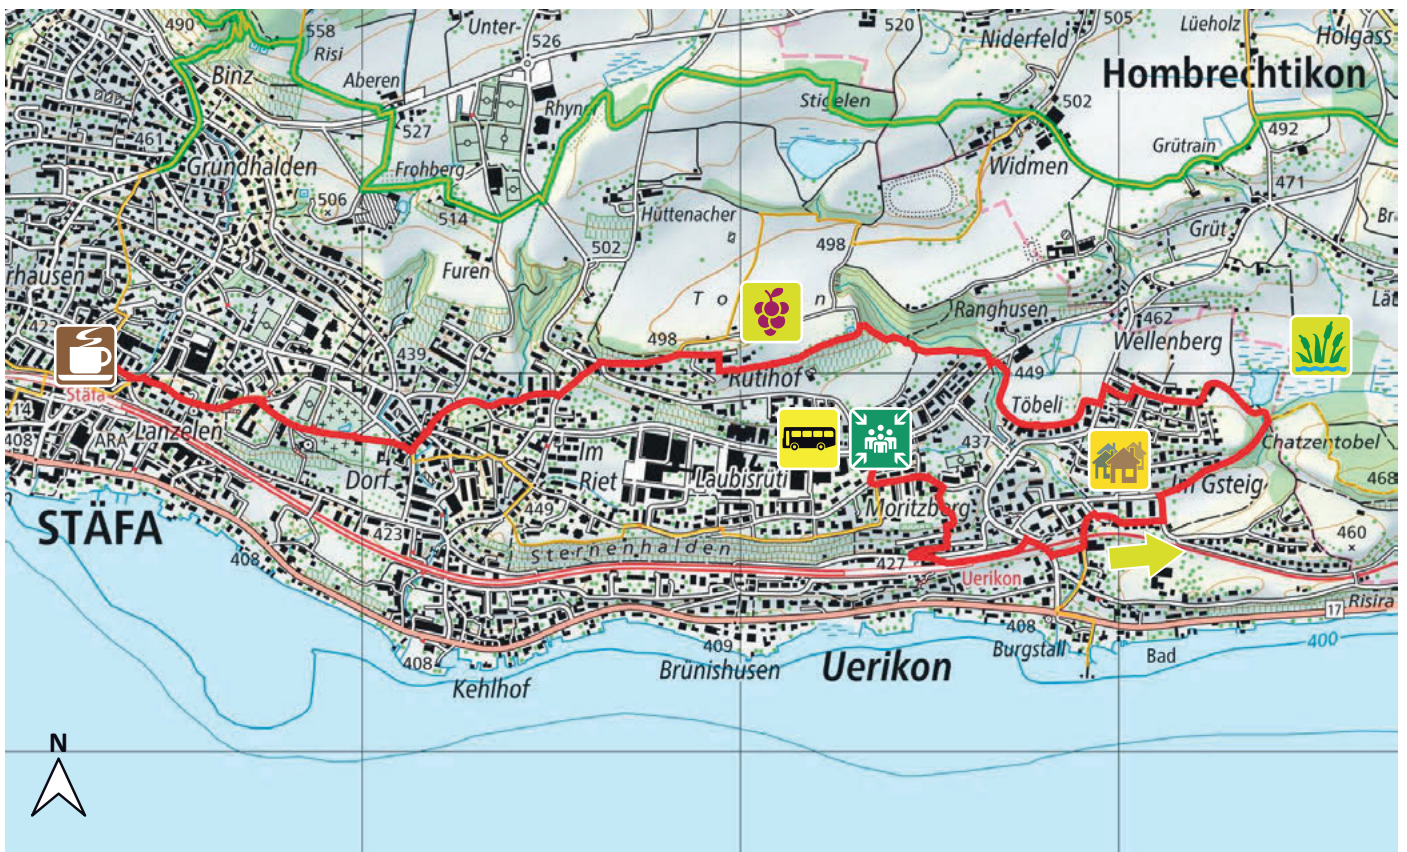 490
558
Risi
Unter-
526
520
Niderfeld
505
Lüeholz
Holgass
Binz
Aberen
Hombrechtikon
461
527
Rhyn
Stigelen
502
492
Grundhalden
Frohberg
Widmen
Grütrain
506
514
Hüttenacher
471
Grüt
502
498
rhausen
Furen
Ranghusen
462
Wellenberg
439
498
Rütihof
449
Töbeli
Stäfa
408
ARA
Lanzelen
Im
Riet
Laubisrüti
437
Chatzentobel
468
Dorf
449
Moritzberg
Im Gsteig
STÄFA
423
Sternenhalden
460
408
427
Uerikon
17
Risira
408
Kehlhof
409
Brünishusen
Uerikon
408
Burgstall
Bad
400
N